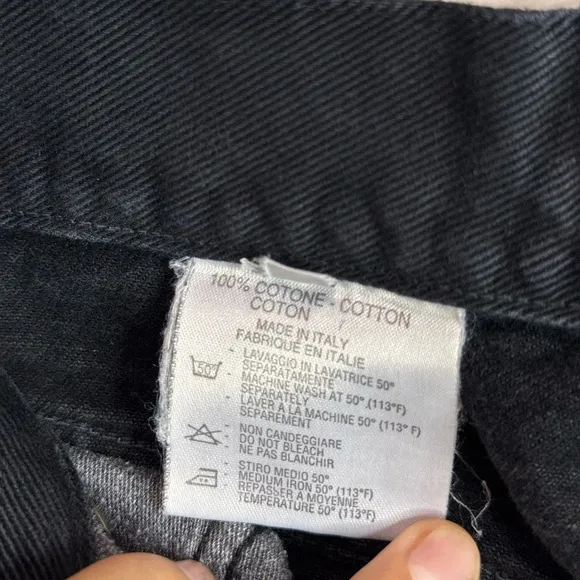 100% COTONE - COTTON
COTON
MADE IN ITALY
FABRIQUÉ EN ITALIE
50°
- LAVAGGIO IN LAVATRICE 50°
SEPARATAMENTE
MACHINE WASH AT 50° (113°F)
SEPARATELY
- LAVER A LA MACHINE 50° (113°F)
SEPAREMENT
- NON CANDEGGIARE
- DO NOT BLEACH
- NE PAS BLANCHIR
- STIRO MEDIO 50°
- MEDIUM IRON 50° (113°F)
- REPASSER A MOYENNE
TEMPERATURE 50° (113°F)